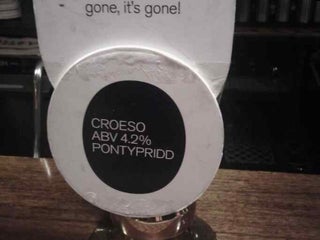 gone, it's gone!
CROESO
ABV 4.2%
PONTYPRIDD